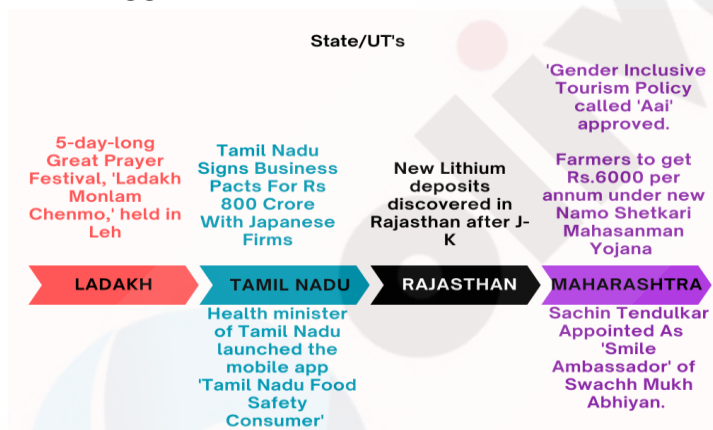 State/UT's
5-day-long
Great Prayer
Festival, 'Ladakh
Monlam
Chenmo,' held in
Leh
Tamil Nadu
Signs Business
Pacts For Rs
800 Crore
With Japanese
Firms
New Lithium
deposits
discovered in
Rajasthan after J-
K
'Gender Inclusive
Tourism Policy
called 'Aai'
approved.
Farmers to get
Rs.6000 per
annum under new
Namo Shetkari
Mahasanman
Yojana
LADAKH
TAMIL NADU
RAJASTHAN
MAHARASHTRA
Health minister
of Tamil Nadu
launched the
mobile app
'Tamil Nadu Food
Safety
Consumer'
Sachin Tendulkar
Appointed As
'Smile
Ambassador' of
Swachh Mukh
Abhiyan.